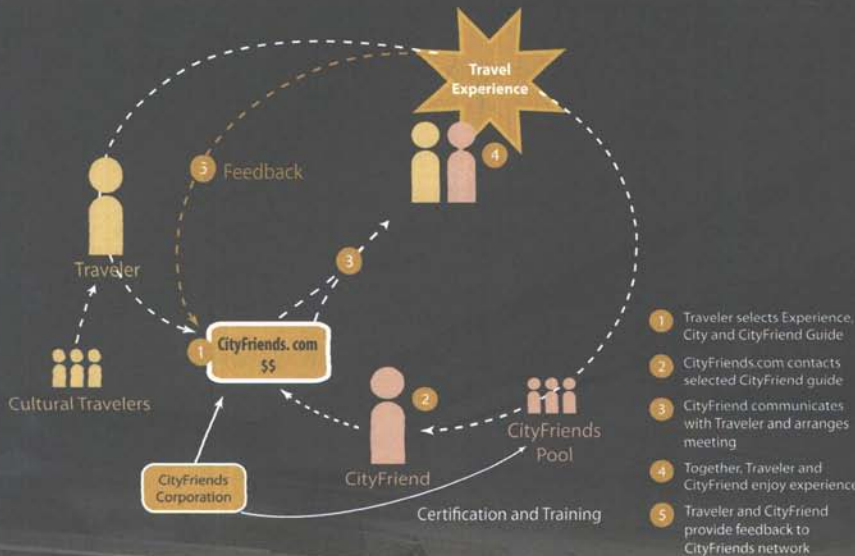 Travel
Experience
4
5
Feedback
Traveler
3
1
CityFriends.com
$$
Cultural Travelers
2
CityFriend
CityFriends
Pool
CityFriends
Corporation
Certification and Training
1 Traveler selects Experience,
City and CityFriend Guide
2 CityFriends.com contacts
selected CityFriend guide
3 CityFriend communicates
with Traveler and arranges
meeting
4 Together, Traveler and
CityFriend enjoy experience
5 Traveler and CityFriend
provide feedback to
CityFriends network